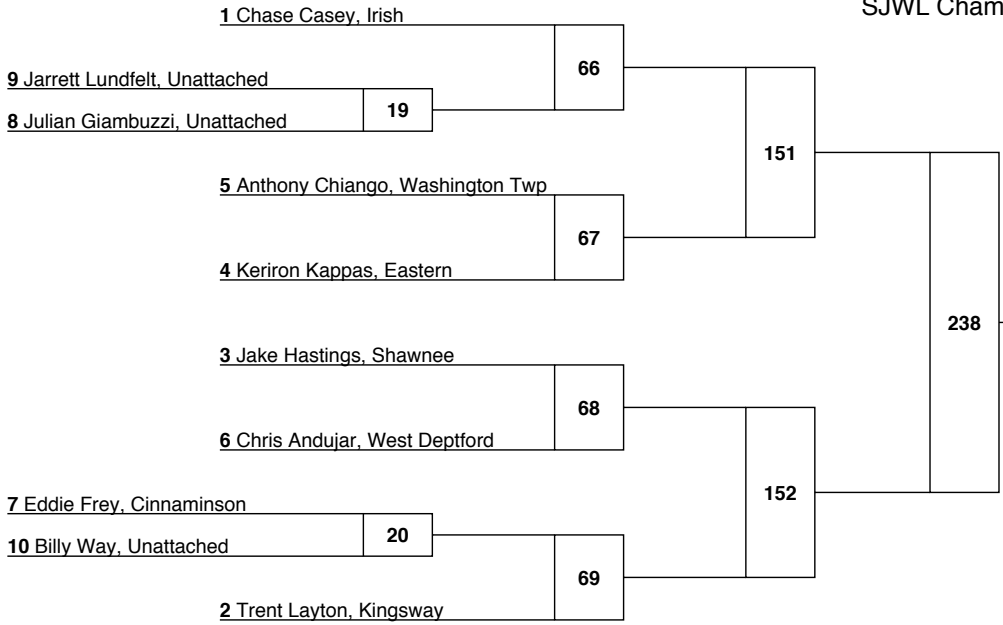 SJWL Cham
1 Chase Casey, Irish
66
9 Jarrett Lundfelt, Unattached
19
8 Julian Giambuzzi, Unattached
151
5 Anthony Chiango, Washington Twp
67
4 Keriron Kappas, Eastern
238
3 Jake Hastings, Shawnee
68
6 Chris Andujar, West Deptford
152
7 Eddie Frey, Cinnaminson
20
10 Billy Way, Unattached
69
2 Trent Layton, Kingsway